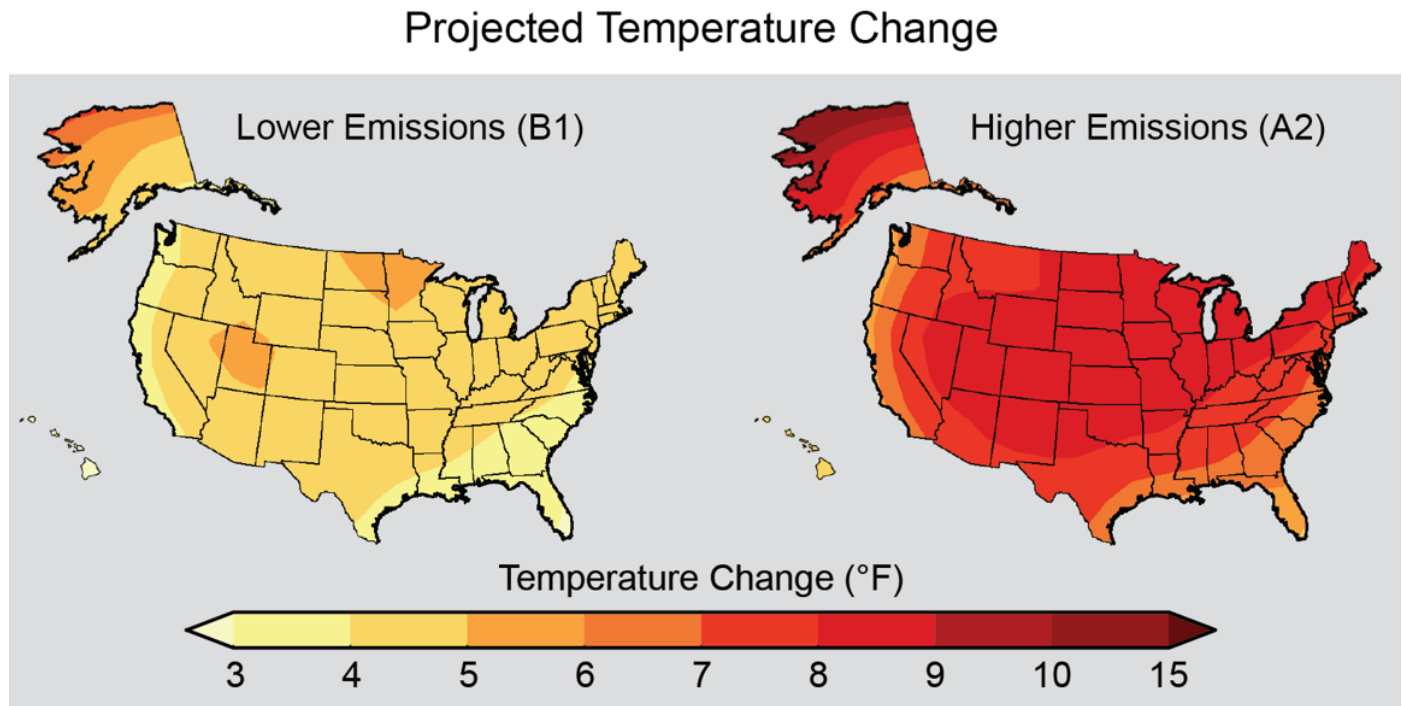 Projected Temperature Change
Lower Emissions (B1)
Higher Emissions (A2)
Temperature Change (°F)
3 4 5 6 7 8 9 10 15